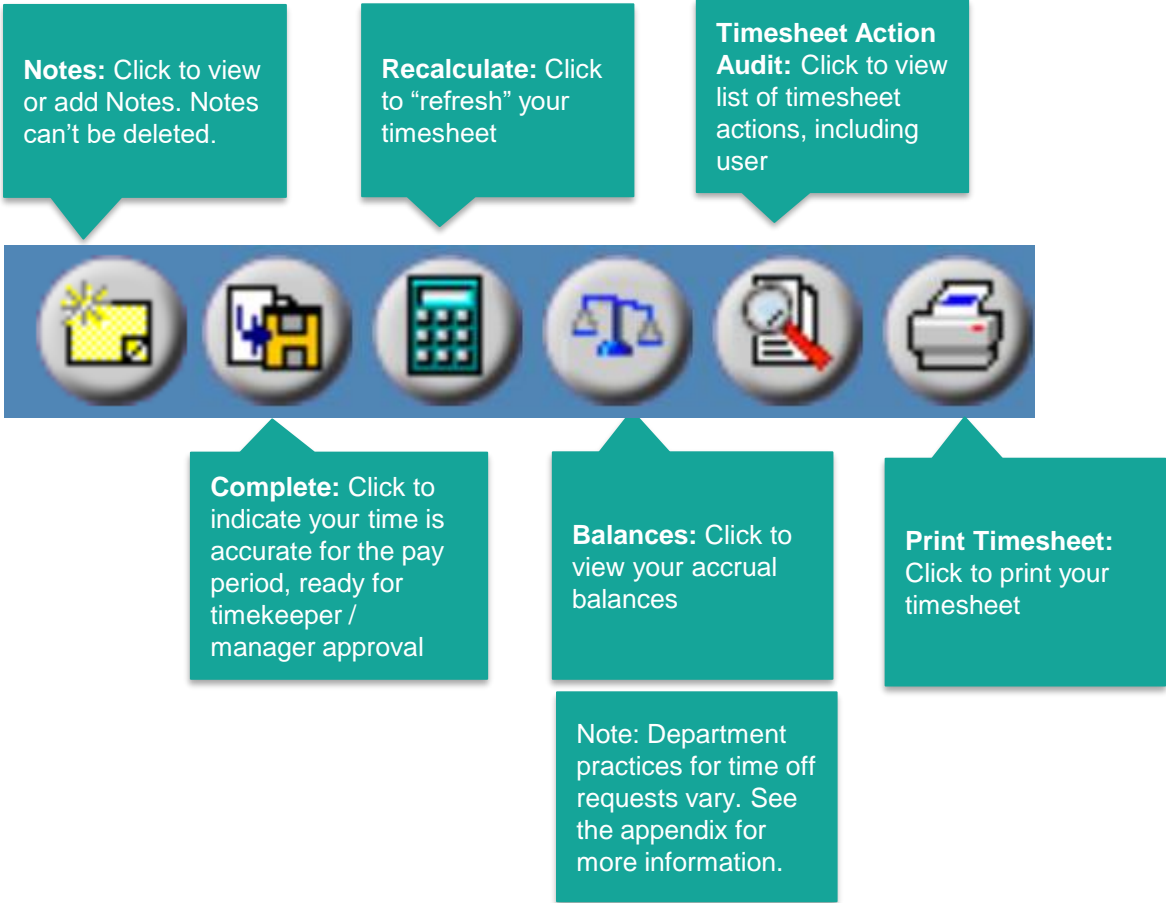 Notes: Click to view
or add Notes. Notes
can’t be deleted.
Recalculate: Click
to “refresh” your
timesheet
Timesheet Action
Audit: Click to view
list of timesheet
actions, including
user
Complete: Click to
indicate your time is
accurate for the pay
period, ready for
timekeeper /
manager approval
Balances: Click to
view your accrual
balances
Print Timesheet:
Click to print your
timesheet
Note: Department
practices for time off
requests vary. See
the appendix for
more information.